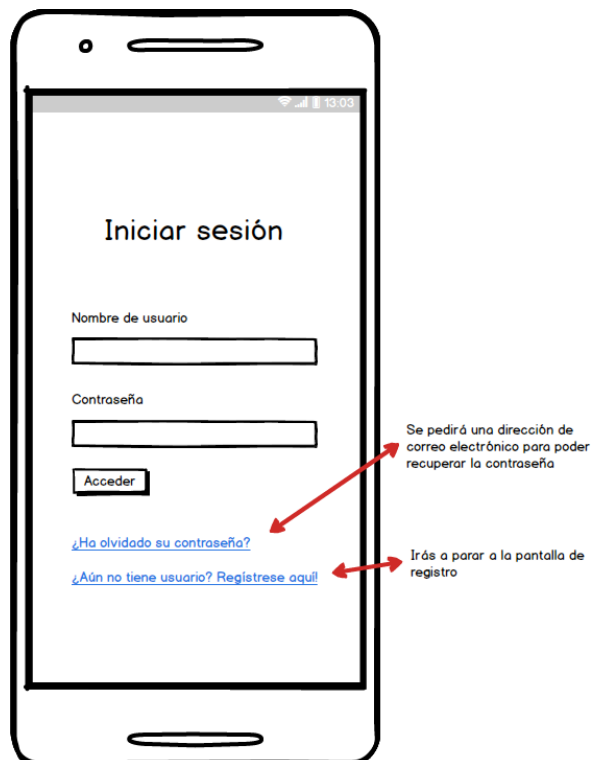 13:03
Iniciar sesión
Nombre de usuario
Contraseña
Acceder
¿Ha olvidado su contraseña?
¿Aún no tiene usuario? Regístrese aquí!
Se pedirá una dirección de
correo electrónico para poder
recuperar la contraseña
Irás a parar a la pantalla de
registro